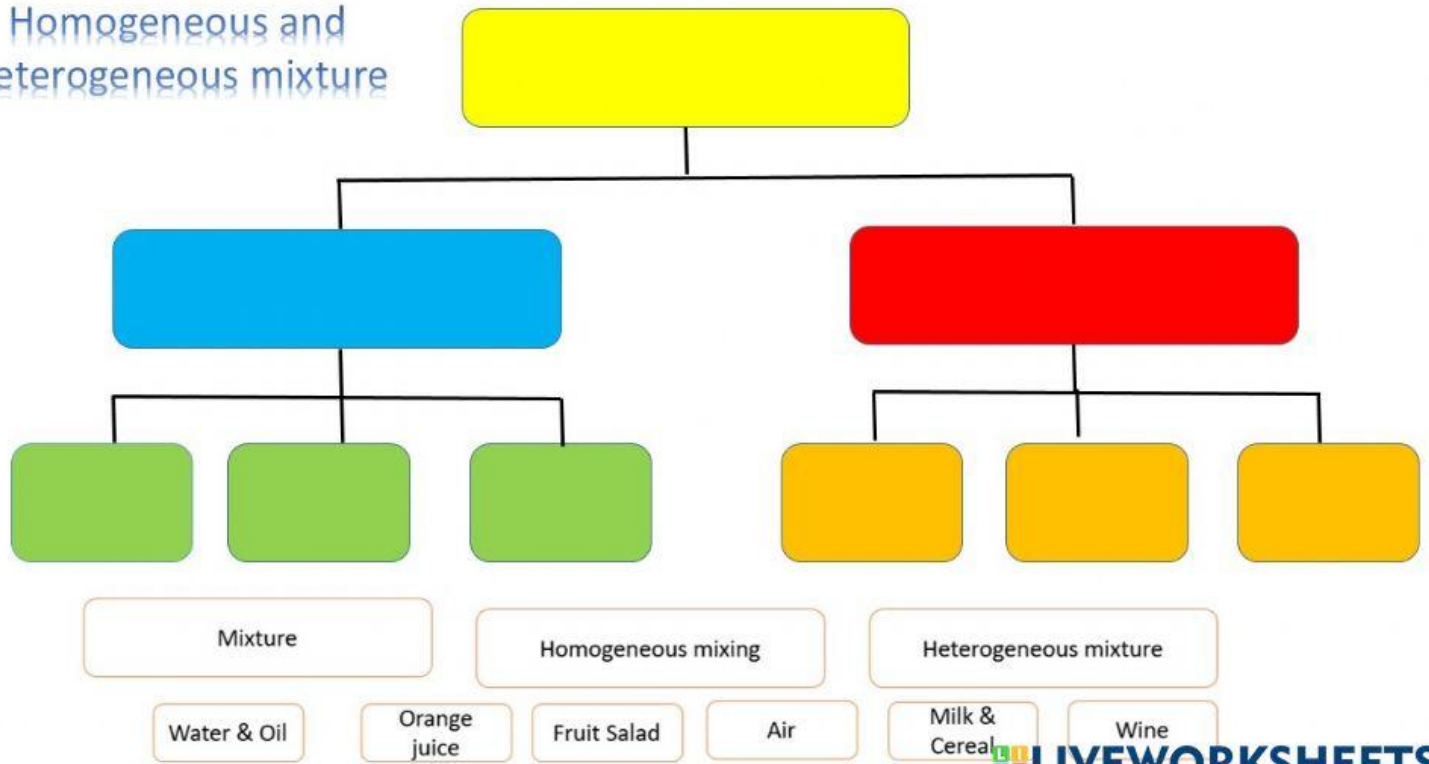 Homogeneous and
eterogeneous mixture
Mixture
Homogeneous mixing
Heterogeneous mixture
Water & Oil
Orange
juice
Fruit Salad
Air
Milk &
Cereal
Wine
LIVEWORKSHEETS